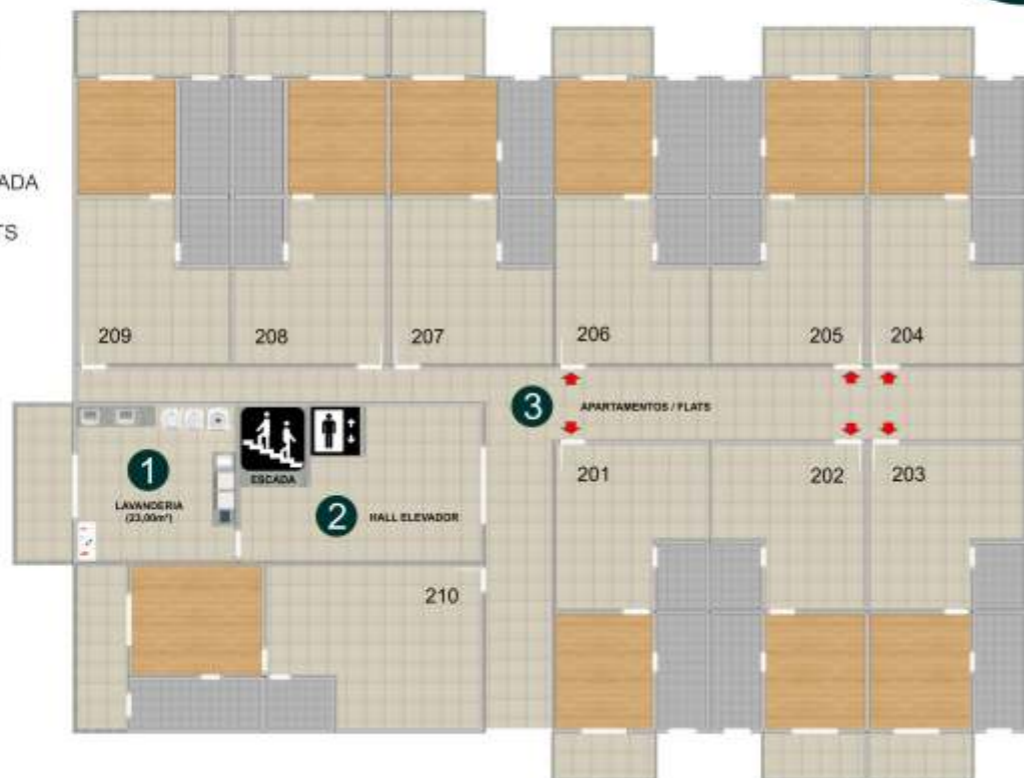 ADA
TS
209
208
207
206
205
204
3
APARTAMENTOS / FLATS
1
LAVANDERIA
(23,00m²)
ESCADA
2
HALL ELEVADOR
201
202
203
210